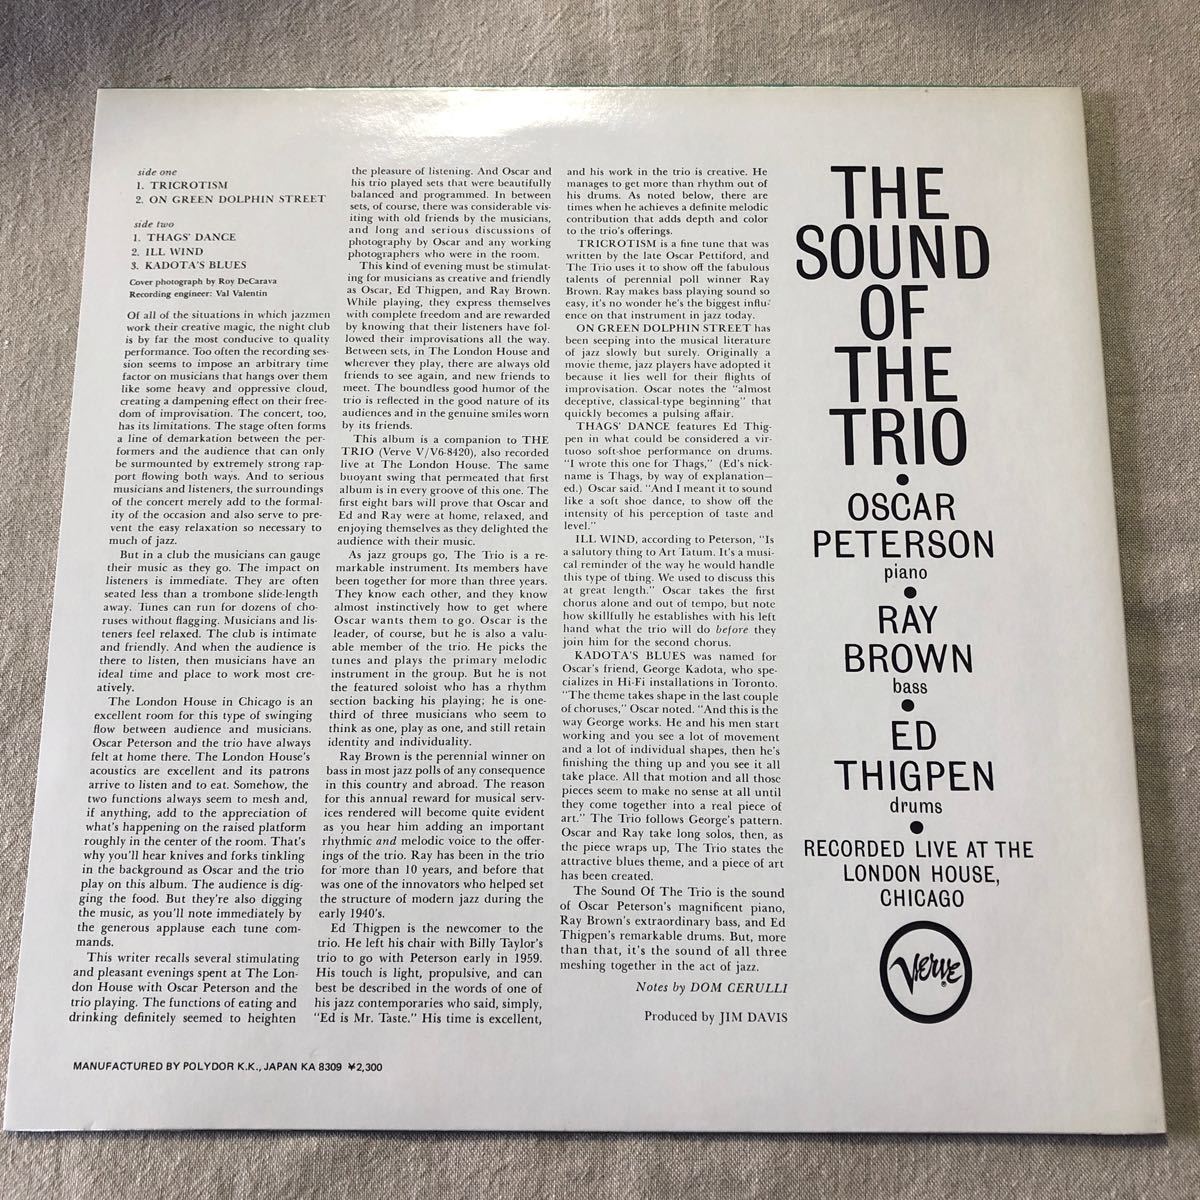 side one
1. TRICROTISM
2. ON GREEN DOLPHIN STREET
side two
1. THAGS' DANCE
2. ILL WIND
3. KADOTA'S BLUES
Cover photograph by Roy DeCarava
Recording engineer: Val Valentin
Of all of the situations in which jazzmen
work their creative magic, the night club
is by far the most conducive to quality
performance. Too often the recording ses-
sion seems to impose an arbitrary time
factor on musicians that hangs over them
like some heavy and oppressive cloud,
creating a dampening effect on their free-
dom of improvisation. The concert, too,
has its limitations. The stage often forms
a line of demarkation between the per-
formers and the audience that can only
be surmounted by extremely strong rap-
port flowing both ways. And to serious
musicians and listeners, the surroundings
of the concert merely add to the formal-
ity of the occasion and also serve to pre-
vent the easy relaxation so necessary to
much of jazz.
But in a club the musicians can gauge
their music as they go. The impact on
listeners is immediate. They are often
seated less than a trombone slide-length
away. Tunes can run for dozens of cho-
ruses without flagging. Musicians and lis-
teners feel relaxed. The club is intimate
and friendly. And when the audience is
there to listen, then musicians have an
ideal time and place to work most cre-
atively.
The London House in Chicago is an
excellent room for this type of swinging
flow between audience and musicians.
Oscar Peterson and the trio have always
felt at home there. The London House's
acoustics are excellent and its patrons
arrive to listen and to eat. Somehow, the
two functions always seem to mesh and,
if anything, add to the appreciation of
what's happening on the raised platform
roughly in the center of the room. That's
why you'll hear knives and forks tinkling
in the background as Oscar and the trio
play on this album. The audience is dig-
ging the food. But they're also digging
the music, as you'll note immediately by
the generous applause each tune com-
mands.
This writer recalls several stimulating
and pleasant evenings spent at The Lon-
don House with Oscar Peterson and the
trio playing. The functions of eating and
drinking definitely seemed to heighten
the pleasure of listening. And Oscar and
his trio played sets that were beautifully
balanced and programmed. In between
sets, of course, there was considerable vis-
iting with old friends by the musicians,
and long and serious discussions of
photography by Oscar and any working
photographers who were in the room.
This kind of evening must be stimulat-
ing for musicians as creative and friendly
as Oscar, Ed Thigpen, and Ray Brown.
While playing, they express themselves
with complete freedom and are rewarded
by knowing that their listeners have fol-
lowed their improvisations all the way.
Between sets, in The London House and
wherever they play, there are always old
friends to see again, and new friends to
meet. The boundless good humor of the
trio is reflected in the good nature of its
audiences and in the genuine smiles worn
by its friends.
This album is a companion to THE
TRIO (Verve V/V6-8420), also recorded
live at The London House. The same
buoyant swing that permeated that first
album is in every groove of this one. The
first eight bars will prove that Oscar and
Ed and Ray were at home, relaxed, and
enjoying themselves as they delighted the
audience with their music.
As jazz groups go, The Trio is a re-
markable instrument. Its members have
been together for more than three years.
They know each other, and they know
almost instinctively how to get where
Oscar wants them to go. Oscar is the
leader, of course, but he is also a valu-
able member of the trio. He picks the
tunes and plays the primary melodic
instrument in the group. But he is not
the featured soloist who has a rhythm
section backing his playing; he is one-
third of three musicians who seem to
think as one, play as one, and still retain
identity and individuality.
Ray Brown is the perennial winner on
bass in most jazz polls of any consequence
in this country and abroad. The reason
for this annual reward for musical serv-
ices rendered will become quite evident
as you hear him adding an important
rhythmic and melodic voice to the offer-
ings of the trio. Ray has been in the trio
for more than 10 years, and before that
was one of the innovators who helped set
the structure of modern jazz during the
early 1940's.
Ed Thigpen is the newcomer to the
trio. He left his chair with Billy Taylor's
trio to go with Peterson early in 1959.
His touch is light, propulsive, and can
best be described in the words of one of
his jazz contemporaries who said, simply,
"Ed is Mr. Taste." His time is excellent,
and his work in the trio is creative. He
manages to get more than rhythm out of
his drums. As noted below, there are
times when he achieves a definite melodic
contribution that adds depth and color
to the trio's offerings.
TRICROTISM is a fine tune that was
written by the late Oscar Pettiford, and
The Trio uses it to show off the fabulous
talents of perennial poll winner Ray
Brown. Ray makes bass playing sound so
easy, it's no wonder he's the biggest influ-
ence on that instrument in jazz today.
ON GREEN DOLPHIN STREET has
been seeping into the musical literature
of jazz slowly but surely. Originally a
movie theme, jazz players have adopted it
because it lies well for their flights of
improvisation. Oscar notes the "almost
deceptive, classical-type beginning" that
quickly becomes a pulsing affair.
THAGS' DANCE features Ed Thig-
pen in what could be considered a vir-
tuoso soft-shoe performance on drums.
"I wrote this one for Thags," (Ed's nick-
name is Thags, by way of explanation—
ed.) Oscar said. "And I meant it to sound
like a soft shoe dance, to show off the
intensity of his perception of taste and
level."
ILL WIND, according to Peterson, "Is
a salutory thing to Art Tatum. It's a musi-
cal reminder of the way he would handle
this type of thing. We used to discuss this
at great length." Oscar takes the first
chorus alone and out of tempo, but note
how skillfully he establishes with his left
hand what the trio will do before they
join him for the second chorus.
KADOTA'S BLUES was named for
Oscar's friend, George Kadota, who spe-
cializes in Hi-Fi installations in Toronto.
"The theme takes shape in the last couple
of choruses," Oscar noted. "And this is the
way George works. He and his men start
working and you see a lot of movement
and a lot of individual shapes, then he's
finishing the thing up and you see it all
take place. All that motion and all those
pieces seem to make no sense at all until
they come together into a real piece of
art." The Trio follows George's pattern.
Oscar and Ray take long solos, then, as
the piece wraps up, The Trio states the
attractive blues theme, and a piece of art
has been created.
The Sound Of The Trio is the sound
of Oscar Peterson's magnificent piano,
Ray Brown's extraordinary bass, and Ed
Thigpen's remarkable drums. But, more
than that, it's the sound of all three
meshing together in the act of jazz.
Notes by DOM CERULLI
Produced by JIM DAVIS
THE
SOUND
OF
THE
TRIO
OSCAR
PETERSON
piano
RAY
BROWN
bass
ED
THIGPEN
drums
RECORDED LIVE AT THE
LONDON HOUSE,
CHICAGO
Verve®
MANUFACTURED BY POLYDOR K.K., JAPAN KA 8309 ¥2,300